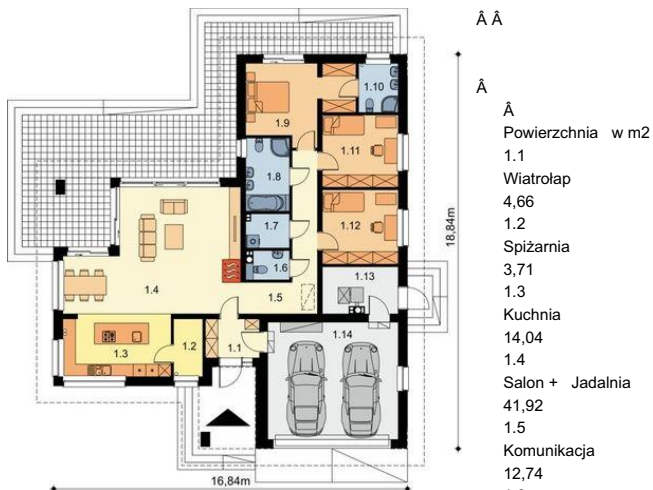 Â Â
Â
Â
Powierzchnia w m2
1.1
Wiatrołap
4,66
1.2
Spiżarnia
3,71
1.3
Kuchnia
14,04
1.4
Salon + Jadalnia
41,92
1.5
Komunikacja
12,74
1.10
1.9
1.11
1.8
1.12
1.7
1.6
1.13
1.4
1.5
1.14
1.3
1.2
1.1
18,84m
16,84m